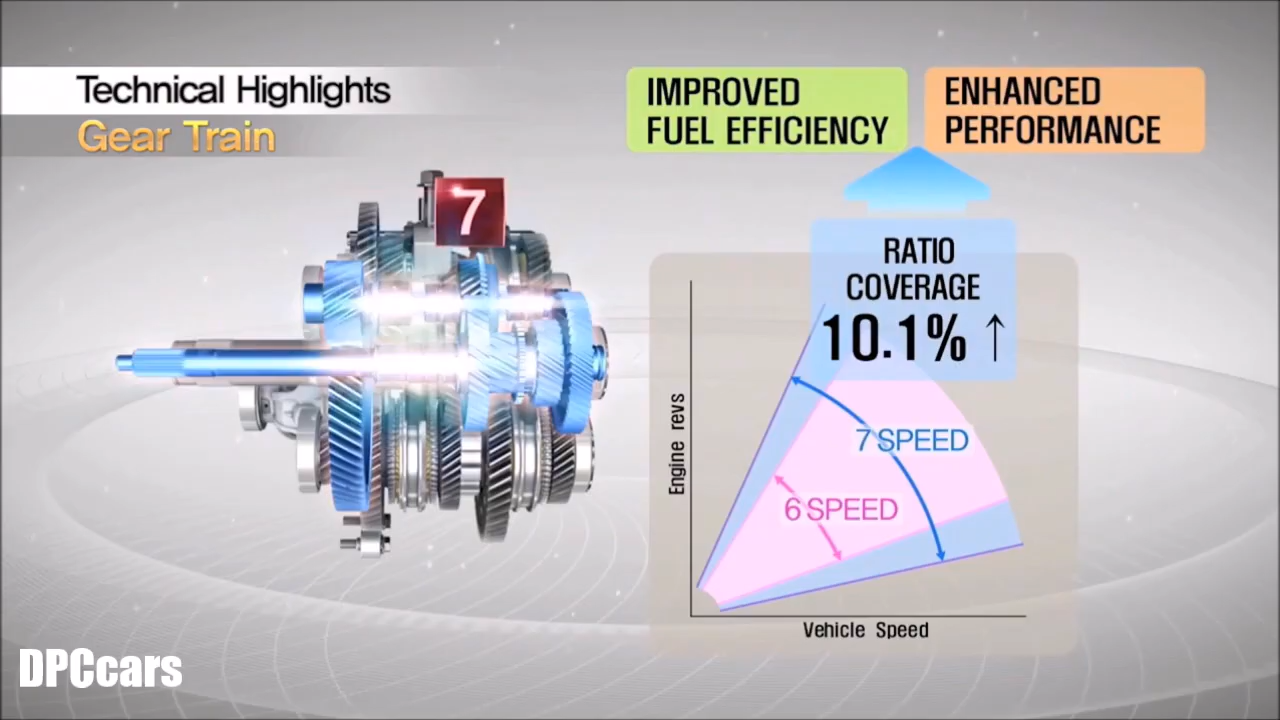 Technical Highlights
Gear Train
IMPROVED
FUEL EFFICIENCY
ENHANCED
PERFORMANCE
7
RATIO
COVERAGE
10.1% ↑
7 SPEED
6 SPEED
Engine revs
Vehicle Speed
DPCcars